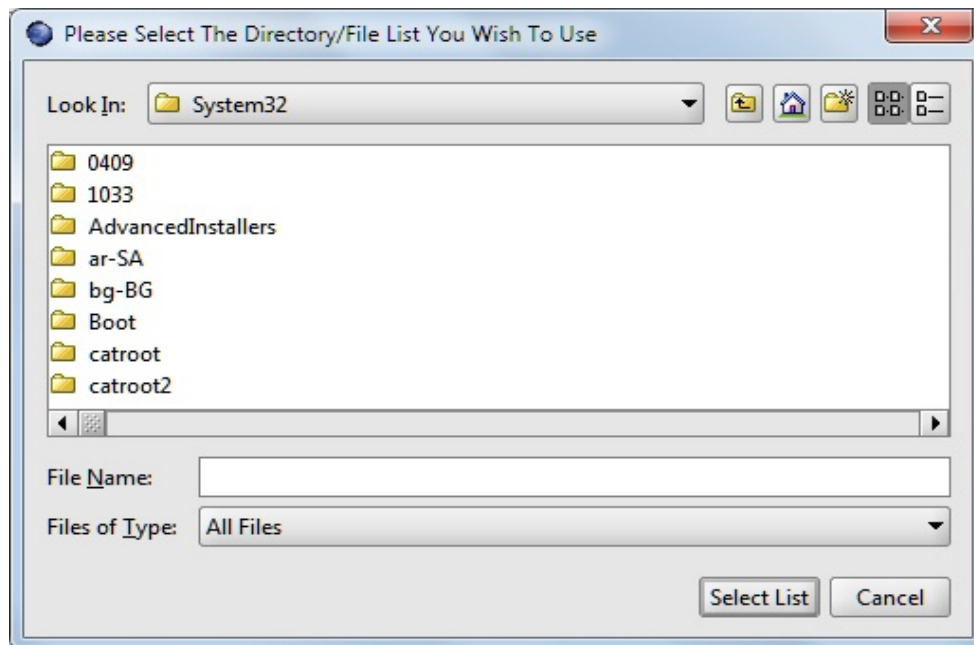 Please Select The Directory/File List You Wish To Use
Look In: System32
0409
1033
AdvancedInstallers
ar-SA
bg-BG
Boot
catroot
catroot2
File Name:
Files of Type: All Files
Select List Cancel